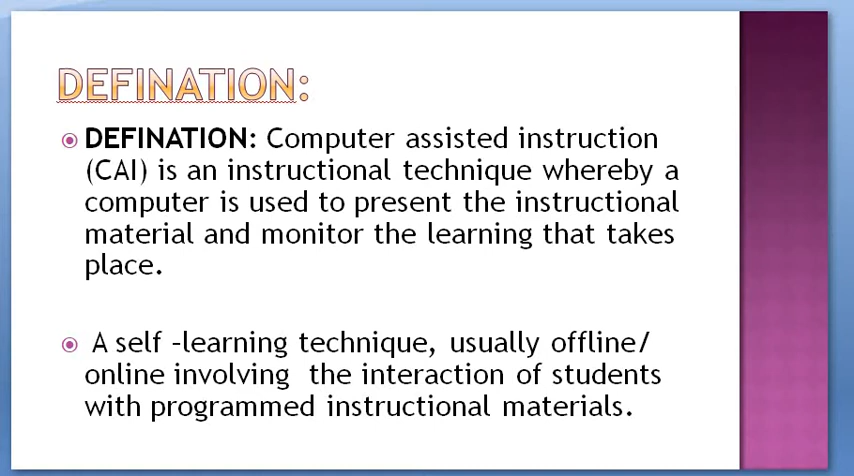 DEFINATION:
DEFINATION: Computer assisted instruction
(CAI) is an instructional technique whereby a
computer is used to present the instructional
material and monitor the learning that takes
place.
A self -learning technique, usually offline/
online involving  the interaction of students
with programmed instructional materials.